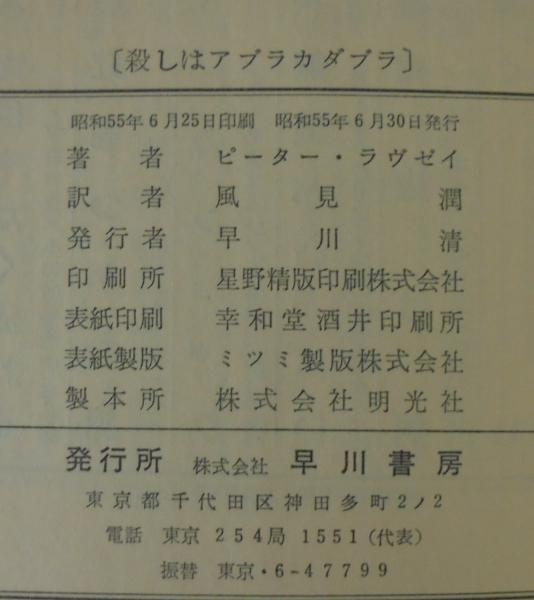 〔殺しはアブラカダブラ〕
昭和55年6月25日印刷 昭和55年6月30日発行
著者 ピーター・ラヴゼイ
訳者 風見潤
発行者 早川清
印刷所 星野精版印刷株式会社
表紙印刷 幸和堂酒井印刷所
表紙製版 ミツミ製版株式会社
製本所 株式会社明光社
発行所 株式会社 早川書房
東京都千代田区神田多町2ノ2
電話 東京 254局 1551(代表)
振替 東京・6-47799